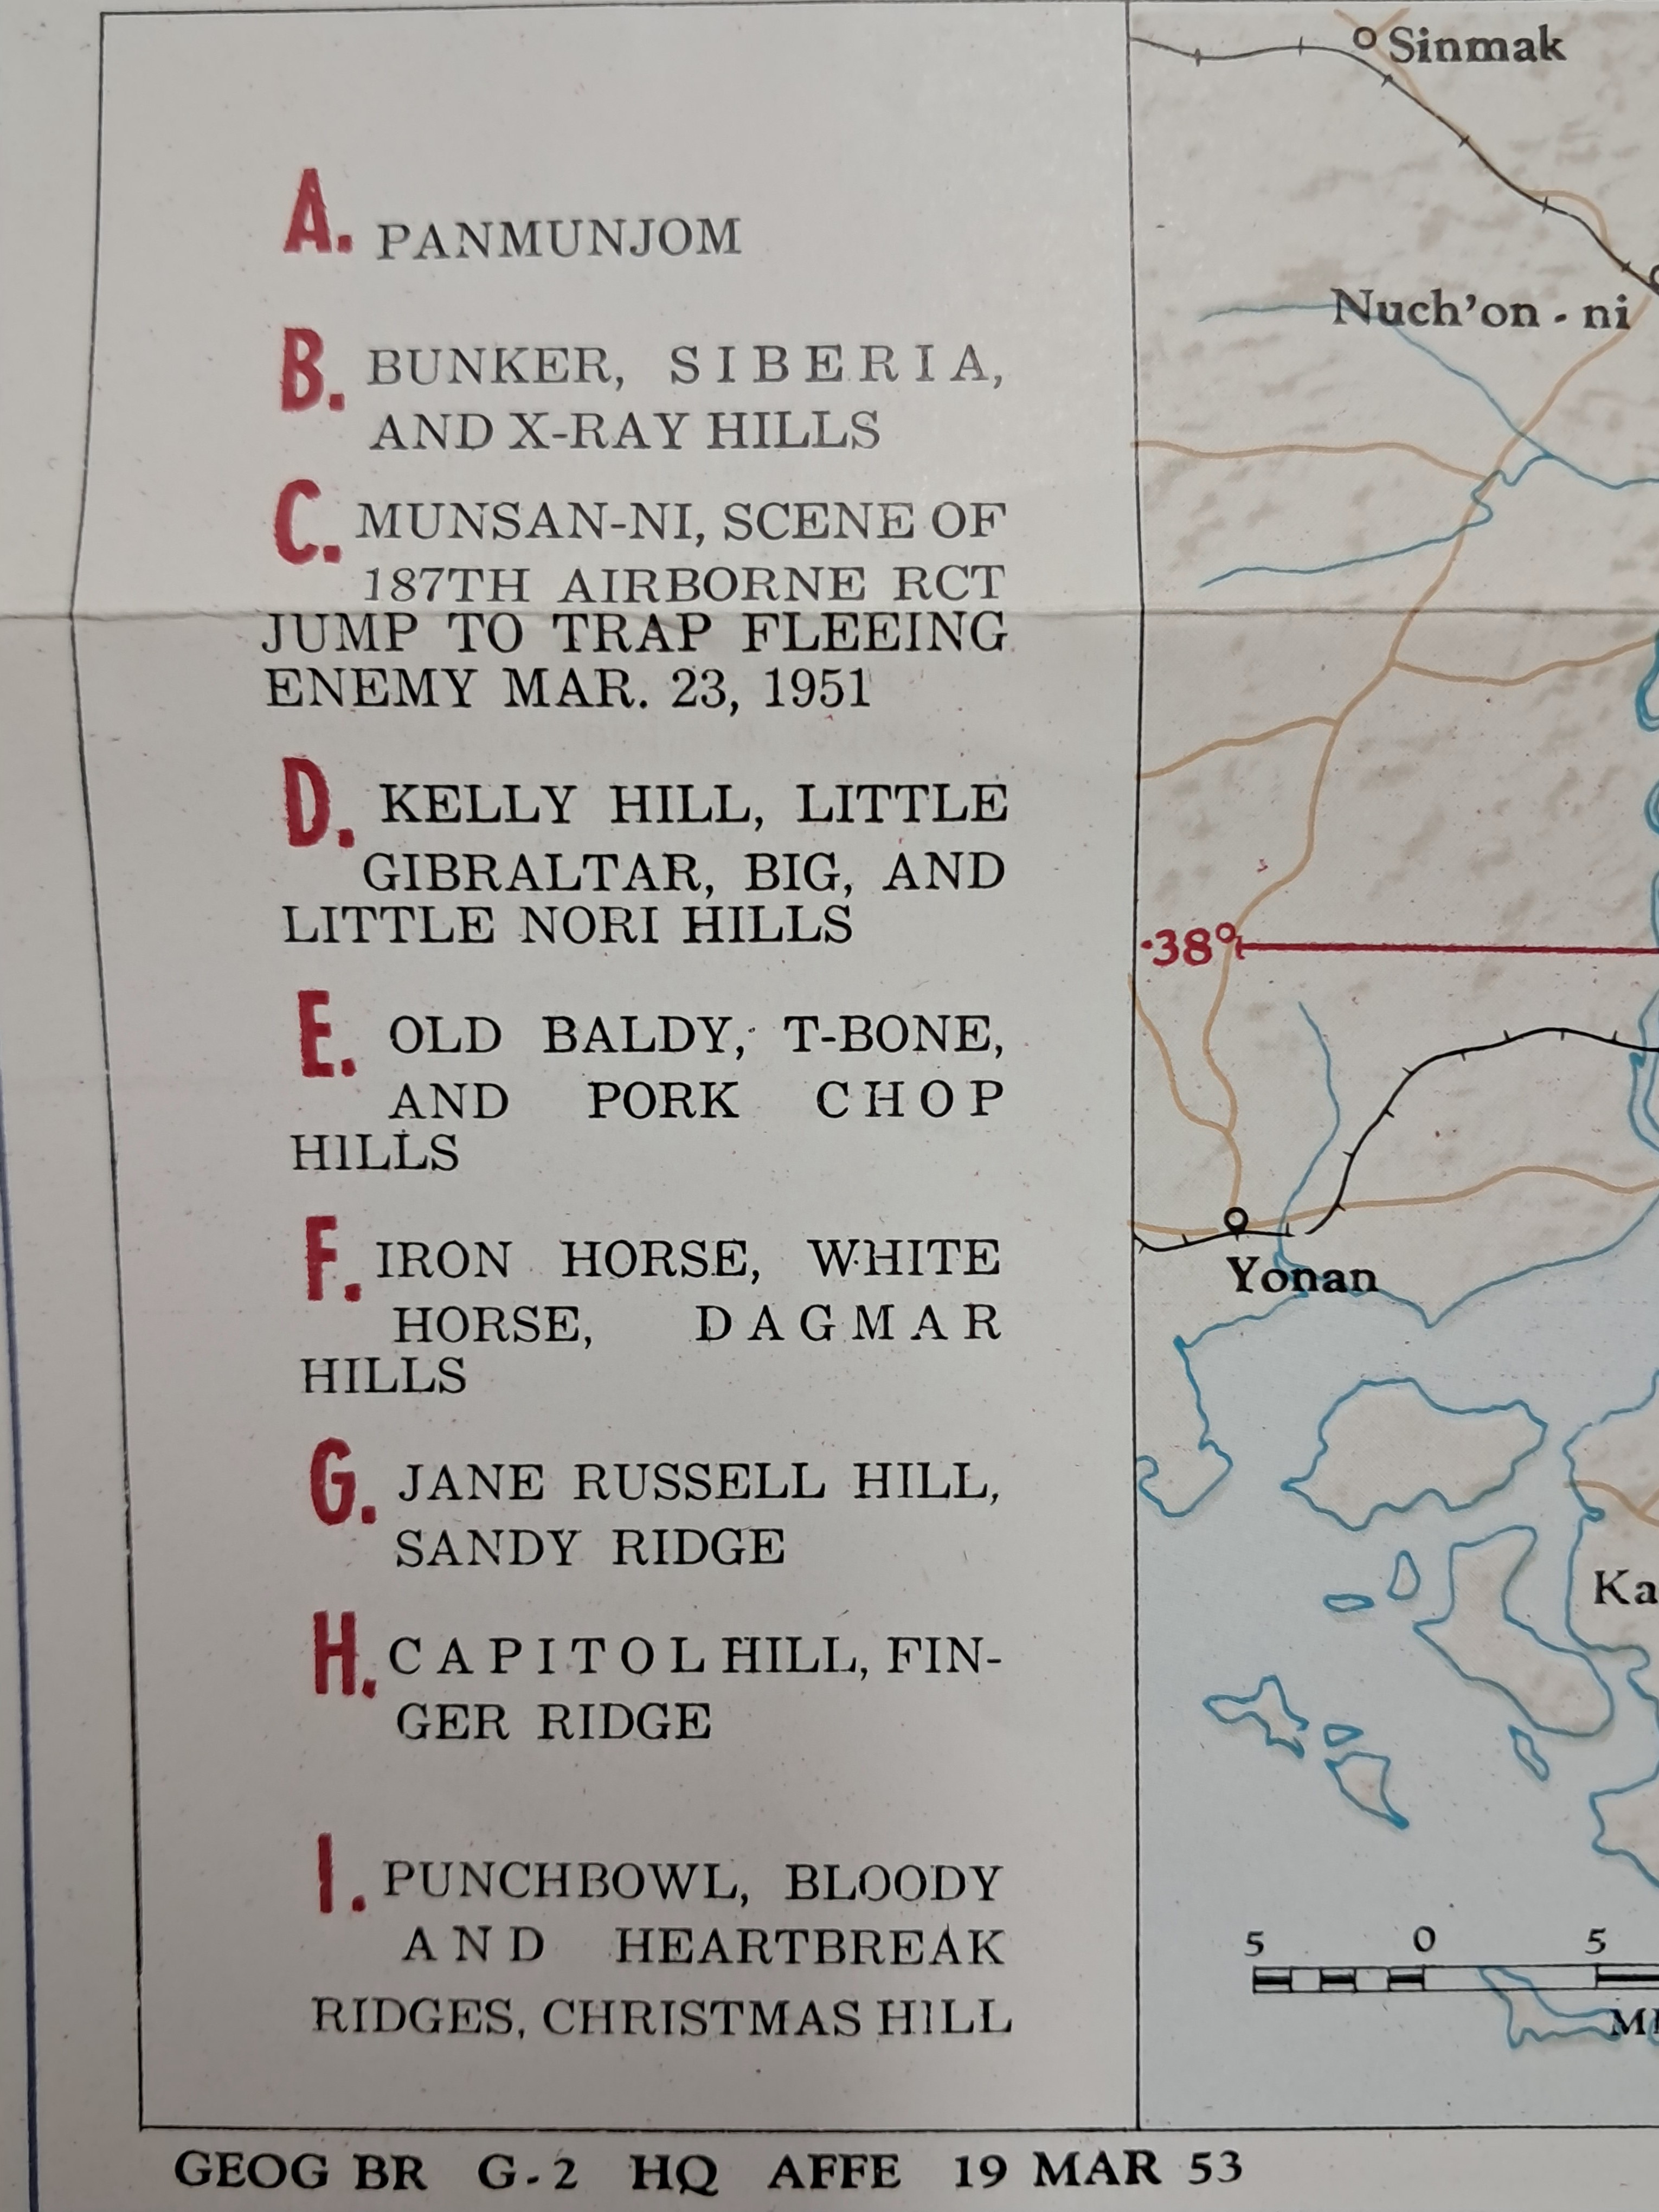 A. PANMUNJOM
B. BUNKER, SIBERIA,
AND X-RAY HILLS
C. MUNSAN-NI, SCENE OF
187TH AIRBORNE RCT
JUMP TO TRAP FLEEING
ENEMY MAR. 23, 1951
D. KELLY HILL, LITTLE
GIBRALTAR, BIG, AND
LITTLE NORI HILLS
E. OLD BALDY, T-BONE,
AND PORK CHOP
HILLS
F. IRON HORSE, WHITE
HORSE, DAGMAR
HILLS
G. JANE RUSSELL HILL,
SANDY RIDGE
H. CAPITOL HILL, FIN-
GER RIDGE
I. PUNCHBOWL, BLOODY
AND HEARTBREAK
RIDGES, CHRISTMAS HILL
GEOG BR G-2 HQ AFFE 19 MAR 53
Sinmak
Nuch'on-ni
38°
Yonan
Ka
5 0 5
MI